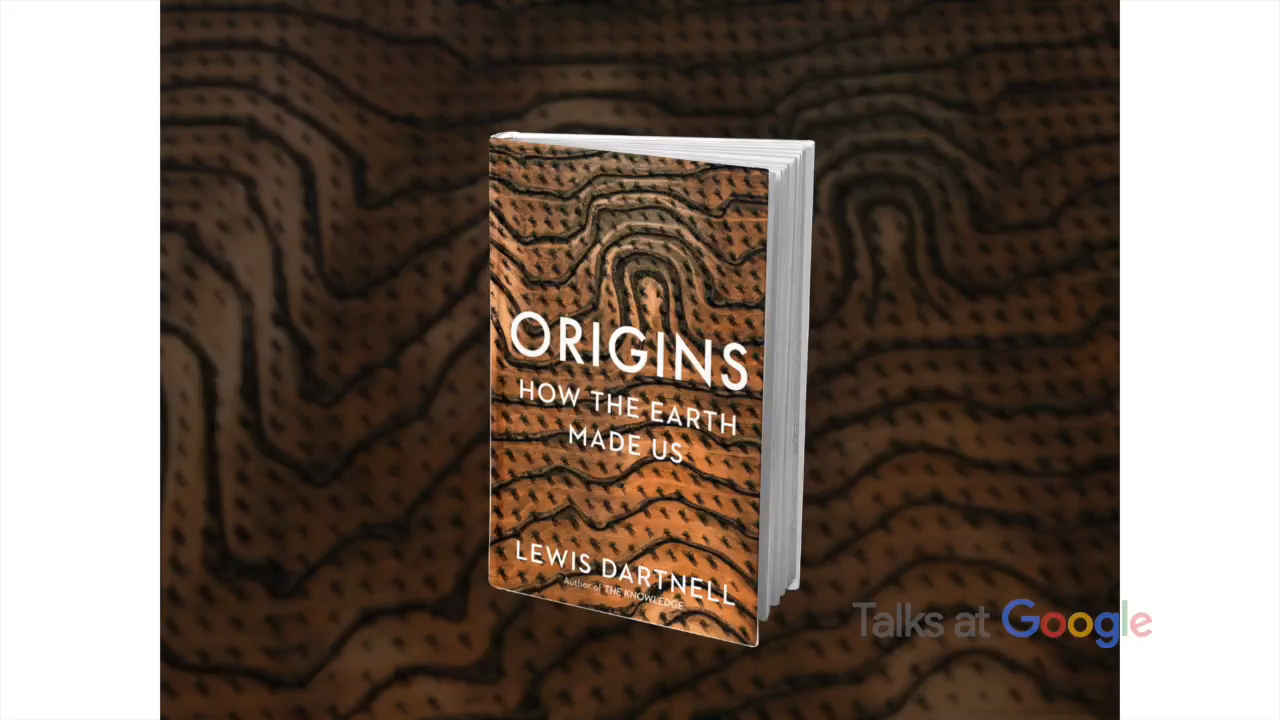 ORIGINS
HOW THE EARTH
MADE US
LEWIS DARTNELL
Author of THE KNOWLEDGE
Talks at Google